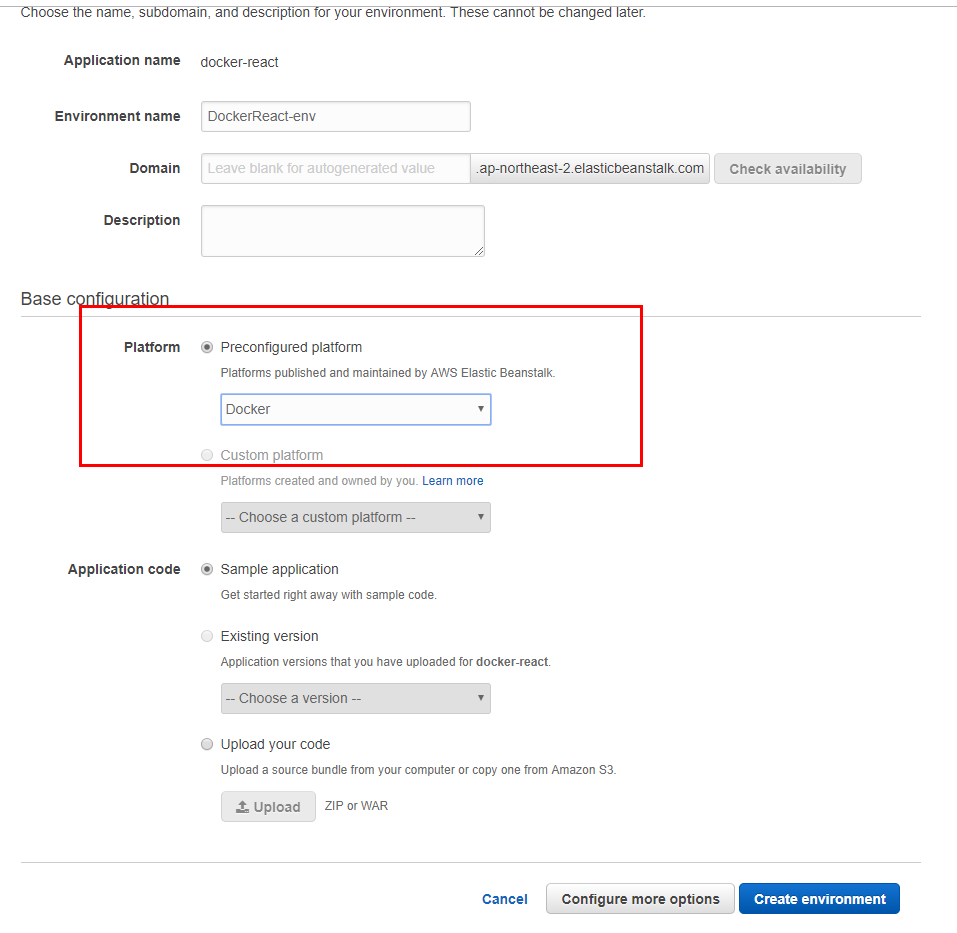 Choose the name, subdomain, and description for your environment. These cannot be changed later.
Application name docker-react
Environment name DockerReact-env
Domain Leave blank for autogenerated value .ap-northeast-2.elasticbeanstalk.com Check availability
Description
Base configuration
Platform Preconfigured platform
Platforms published and maintained by AWS Elastic Beanstalk.
Docker
Custom platform
Platforms created and owned by you. Learn more
-- Choose a custom platform --
Application code Sample application
Get started right away with sample code.
Existing version
Application versions that you have uploaded for docker-react.
-- Choose a version --
Upload your code
Upload a source bundle from your computer or copy one from Amazon S3.
Upload ZIP or WAR
Cancel Configure more options Create environment